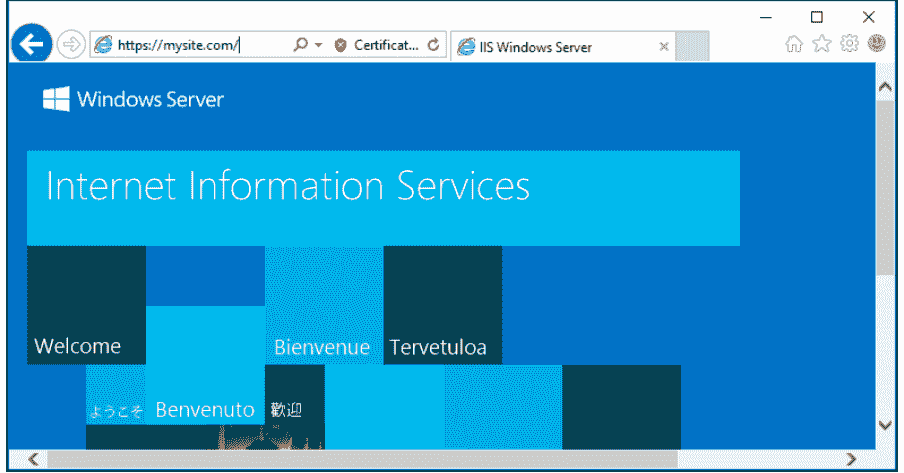 https://mysite.com/
Certificat...
IIS Windows Server
Windows Server
Internet Information Services
Welcome
Bienvenue
Tervetuloa
ようこそ
Benvenuto
歡迎